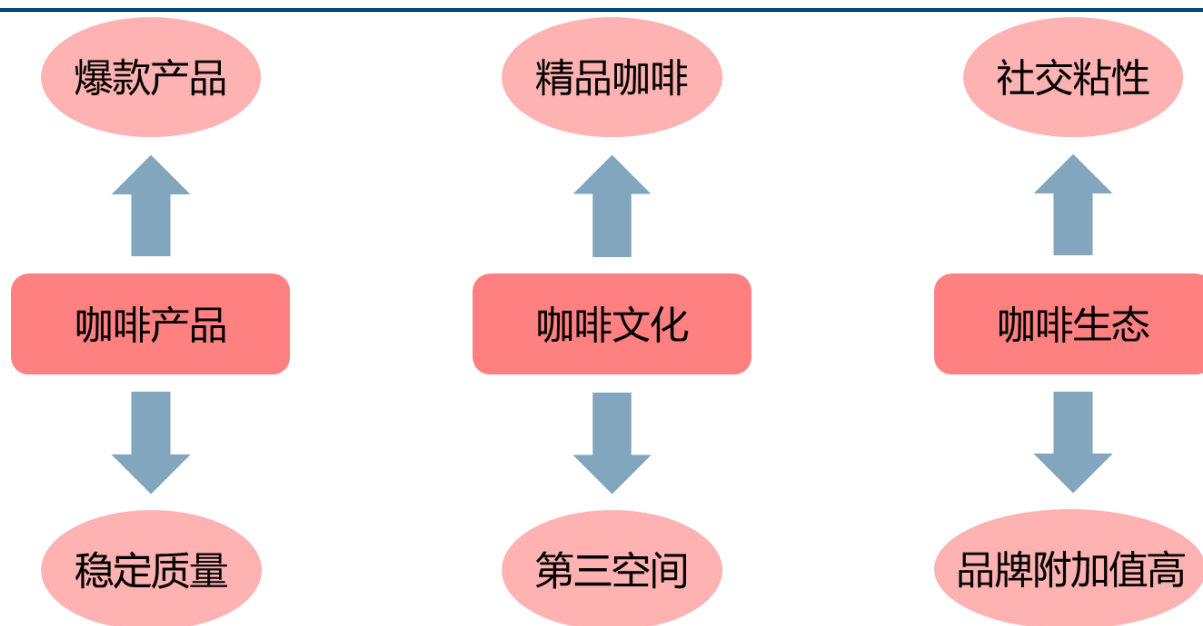 爆款产品
精品咖啡
社交粘性
咖啡产品
咖啡文化
咖啡生态
稳定质量
第三空间
品牌附加值高